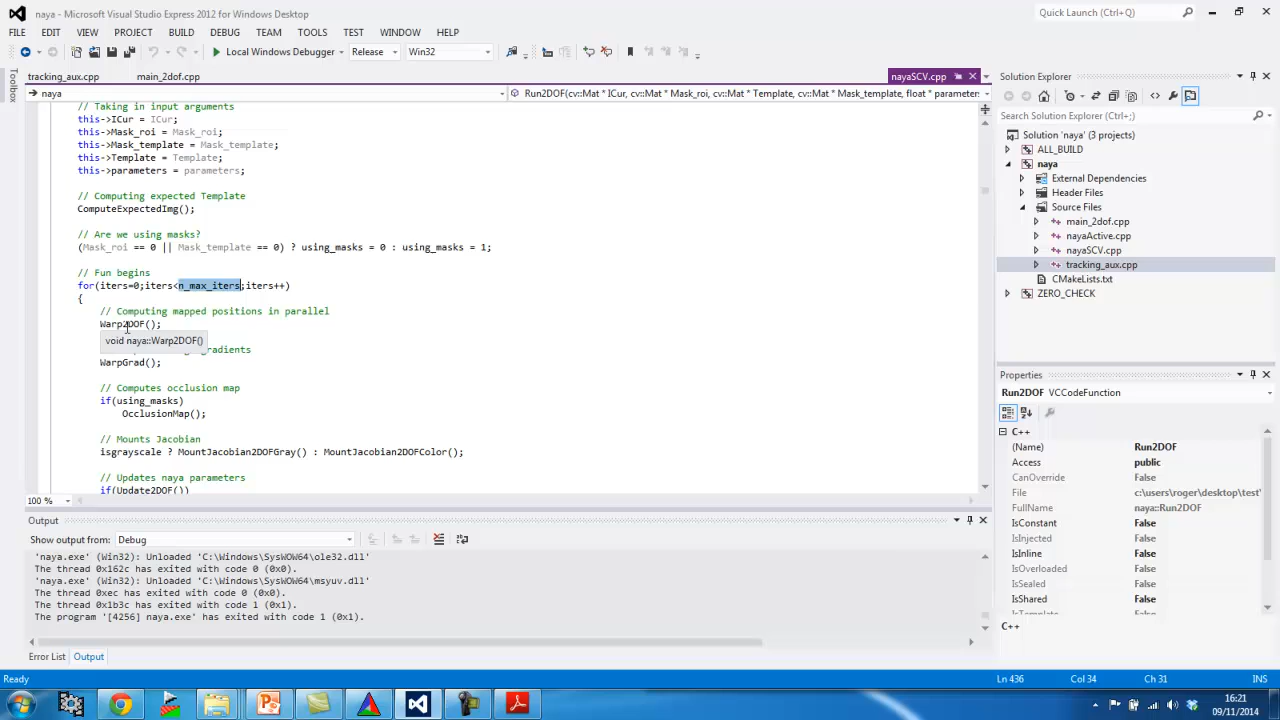 naya - Microsoft Visual Studio Express 2012 for Windows Desktop
Quick Launch (Ctrl+Q)
FILE EDIT VIEW PROJECT BUILD DEBUG TEAM TOOLS TEST WINDOW HELP
Local Windows Debugger Release Win32
Toolbox
tracking_aux.cpp main_2dof.cpp nayaSCV.cpp
naya Run2DOF(cv::Mat * ICur, cv::Mat * Mask_roi, cv::Mat * Template, cv::Mat * Mask_template, float * parameter
// Taking in input arguments
this->ICur = ICur;
this->Mask_roi = Mask_roi;
this->Mask_template = Mask_template;
this->Template = Template;
this->parameters = parameters;
// Computing expected Template
ComputeExpectedImg();
// Are we using masks?
(Mask_roi == 0 || Mask_template == 0) ? using_masks = 0 : using_masks = 1;
// Fun begins
for(iters=0;iters<n_max_iters;iters++)
{
// Computing mapped positions in parallel
Warp2DOF();
void naya::Warp2DOF()
gradients
WarpGrad();
// Computes occlusion map
if(using_masks)
OcclusionMap();
// Mounts Jacobian
isgrayscale ? MountJacobian2DOFGray() : MountJacobian2DOFColor();
// Updates naya parameters
if(Update2DOF())
100 %
Output
Show output from: Debug
'naya.exe' (Win32): Unloaded 'C:\Windows\SysWOW64\ole32.dll'
The thread 0x162c has exited with code 0 (0x0).
'naya.exe' (Win32): Unloaded 'C:\Windows\SysWOW64\msyuv.dll'
The thread 0xec has exited with code 0 (0x0).
The thread 0x1b3c has exited with code 1 (0x1).
The program '[4256] naya.exe' has exited with code 1 (0x1).
Error List Output
Solution Explorer
Search Solution Explorer (Ctrl+;)
Solution 'naya' (3 projects)
ALL_BUILD
naya
External Dependencies
Header Files
Source Files
main_2dof.cpp
nayaActive.cpp
nayaSCV.cpp
tracking_aux.cpp
CMakeLists.txt
ZERO_CHECK
Properties
Run2DOF VCCodeFunction
C++
(Name) Run2DOF
Access public
CanOverride False
File c:\users\roger\desktop\test\
FullName naya::Run2DOF
IsConstant False
IsInjected False
IsInline False
IsOverloaded False
IsSealed False
IsShared False
IsTemplate False
C++
Ready Ln 436 Col 34 Ch 31 INS
16:21
09/11/2014